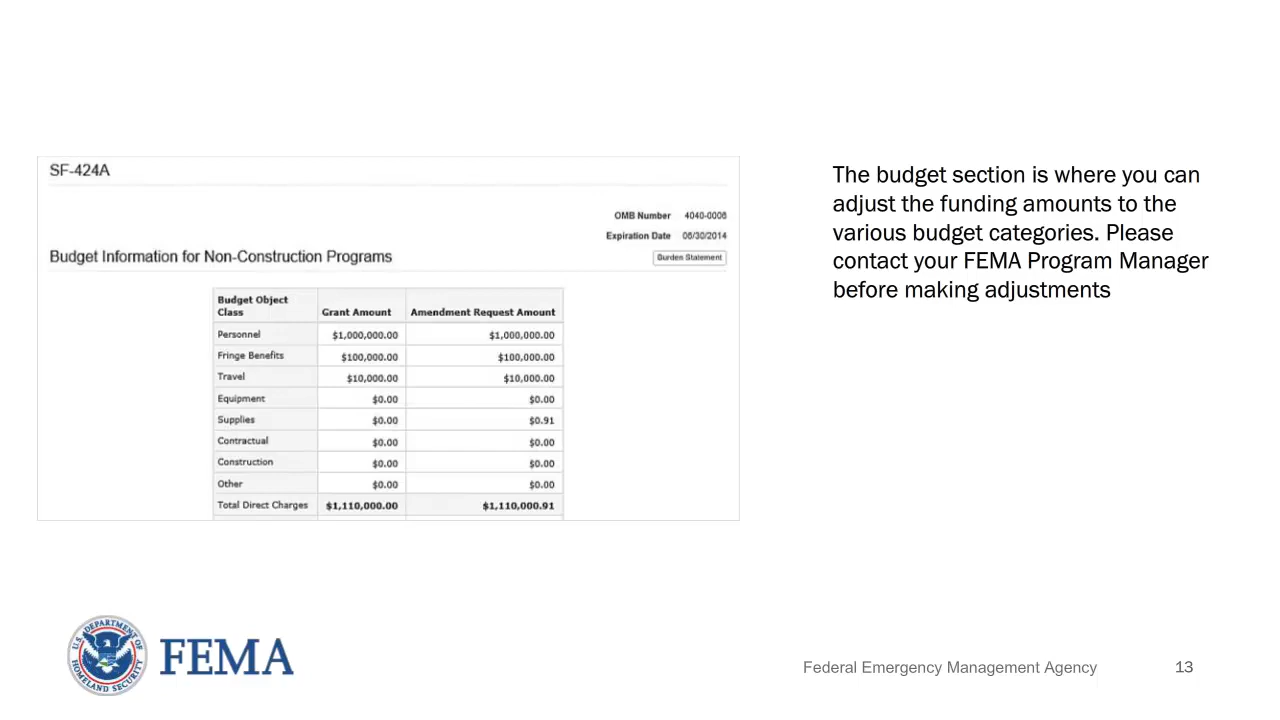 SF-424A
OMB Number 4040-0006
Expiration Date 06/30/2014
Budget Information for Non-Construction Programs
Burden Statement
Budget Object Class Grant Amount Amendment Request Amount
Personnel $1,000,000.00 $1,000,000.00
Fringe Benefits $100,000.00 $100,000.00
Travel $10,000.00 $10,000.00
Equipment $0.00 $0.00
Supplies $0.00 $0.91
Contractual $0.00 $0.00
Construction $0.00 $0.00
Other $0.00 $0.00
Total Direct Charges $1,110,000.00 $1,110,000.91
The budget section is where you can
adjust the funding amounts to the
various budget categories. Please
contact your FEMA Program Manager
before making adjustments
U.S. DEPARTMENT OF
HOMELAND SECURITY
FEMA
Federal Emergency Management Agency 13